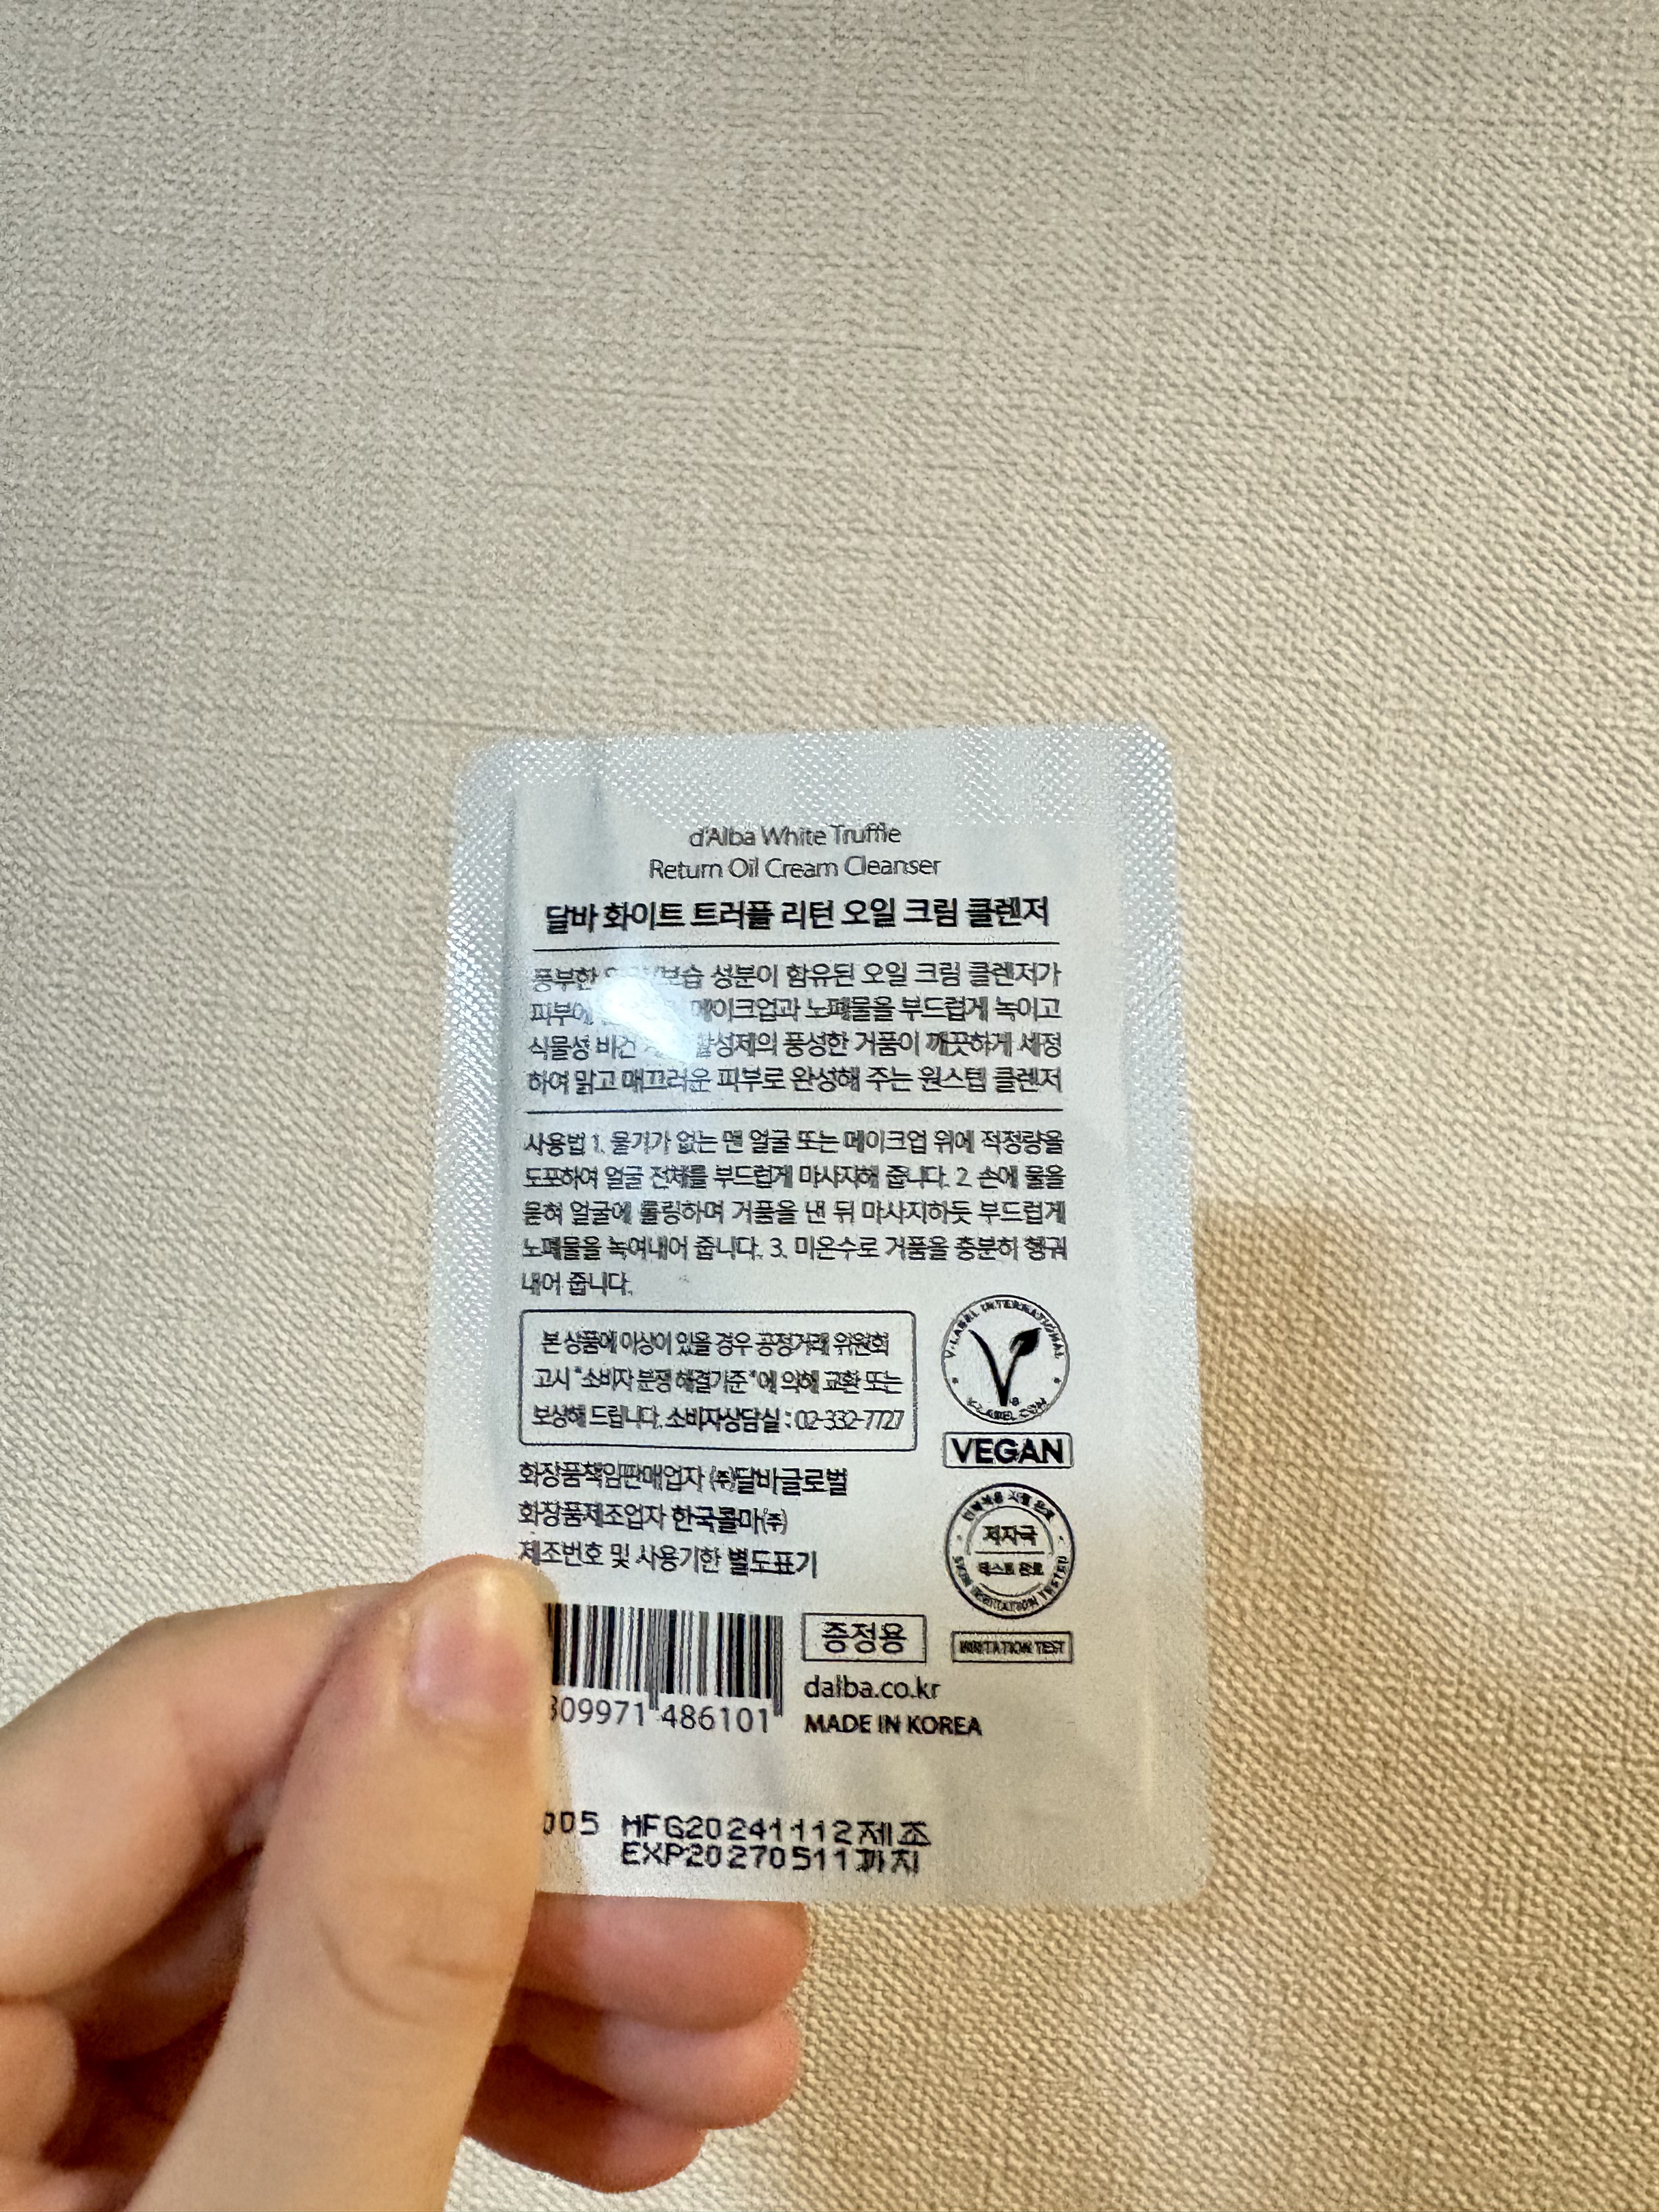 d'Alba White Truffle
Return Oil Cream Cleanser
달바 화이트 트러플 리턴 오일 크림 클렌저
풍부한 보습 성분이 함유된 오일 크림 클렌저가
피부에 메이크업과 노폐물을 부드럽게 녹이고
식물성 비건 풍성한 거품이 깨끗하게 세정
하여 맑고 매끄러운 피부로 완성해 주는 원스텝 클렌저
사용법 1. 물기가 없는 맨 얼굴 또는 메이크업 위에 적정량을
도포하여 얼굴 전체를 부드럽게 마사지해 줍니다. 2. 손에 물을
묻혀 얼굴에 롤링하며 거품을 낸 뒤 마사지하듯 부드럽게
노폐물을 녹여내어 줍니다. 3. 미온수로 거품을 충분히 헹궈
내어 줍니다.
본 상품에 이상이 있을 경우 공정거래 위원회
고시 "소비자 분쟁 해결기준"에 의해 교환 또는
보상해 드립니다. 소비자상담실 : 02-332-7727
V-LABEL INTERNATIONAL
V-LABEL.COM
VEGAN
화장품책임판매업자 (주)달바글로벌
화장품제조업자 한국콜마(주)
제조번호 및 사용기한 별도표기
저자극
테스트 완료
SKIN IRRITATION TESTED
IRRITATION TEST
증정용
dalba.co.kr
MADE IN KOREA
809971 486101
005 MFG20241112제조
EXP20270511까지